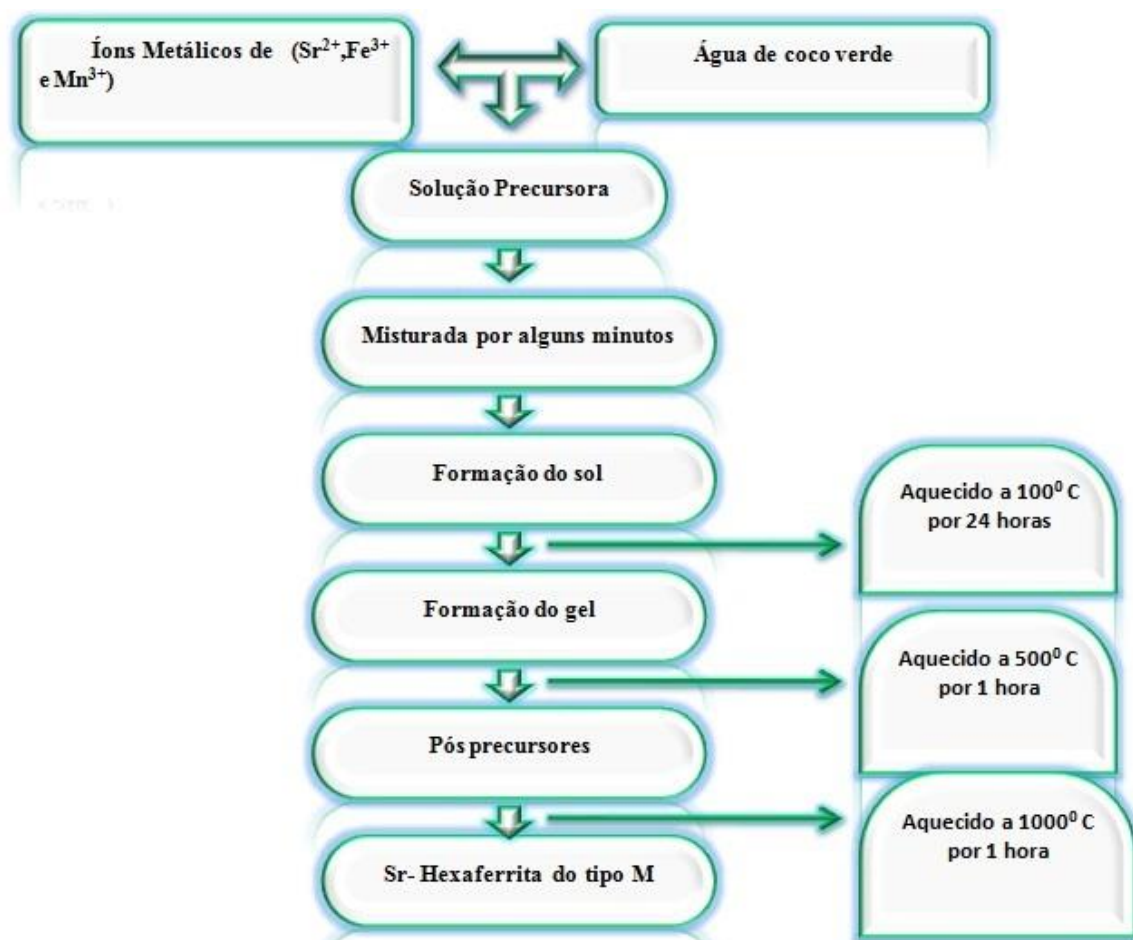 Íons Metálicos de (Sr²⁺,Fe³⁺
e Mn³⁺)
Água de coco verde
Solução Precursora
Misturada por alguns minutos
Formação do sol
Aquecido a 100⁰ C
por 24 horas
Formação do gel
Aquecido a 500⁰ C
por 1 hora
Pós precursores
Aquecido a 1000⁰ C
por 1 hora
Sr- Hexaferrita do tipo M